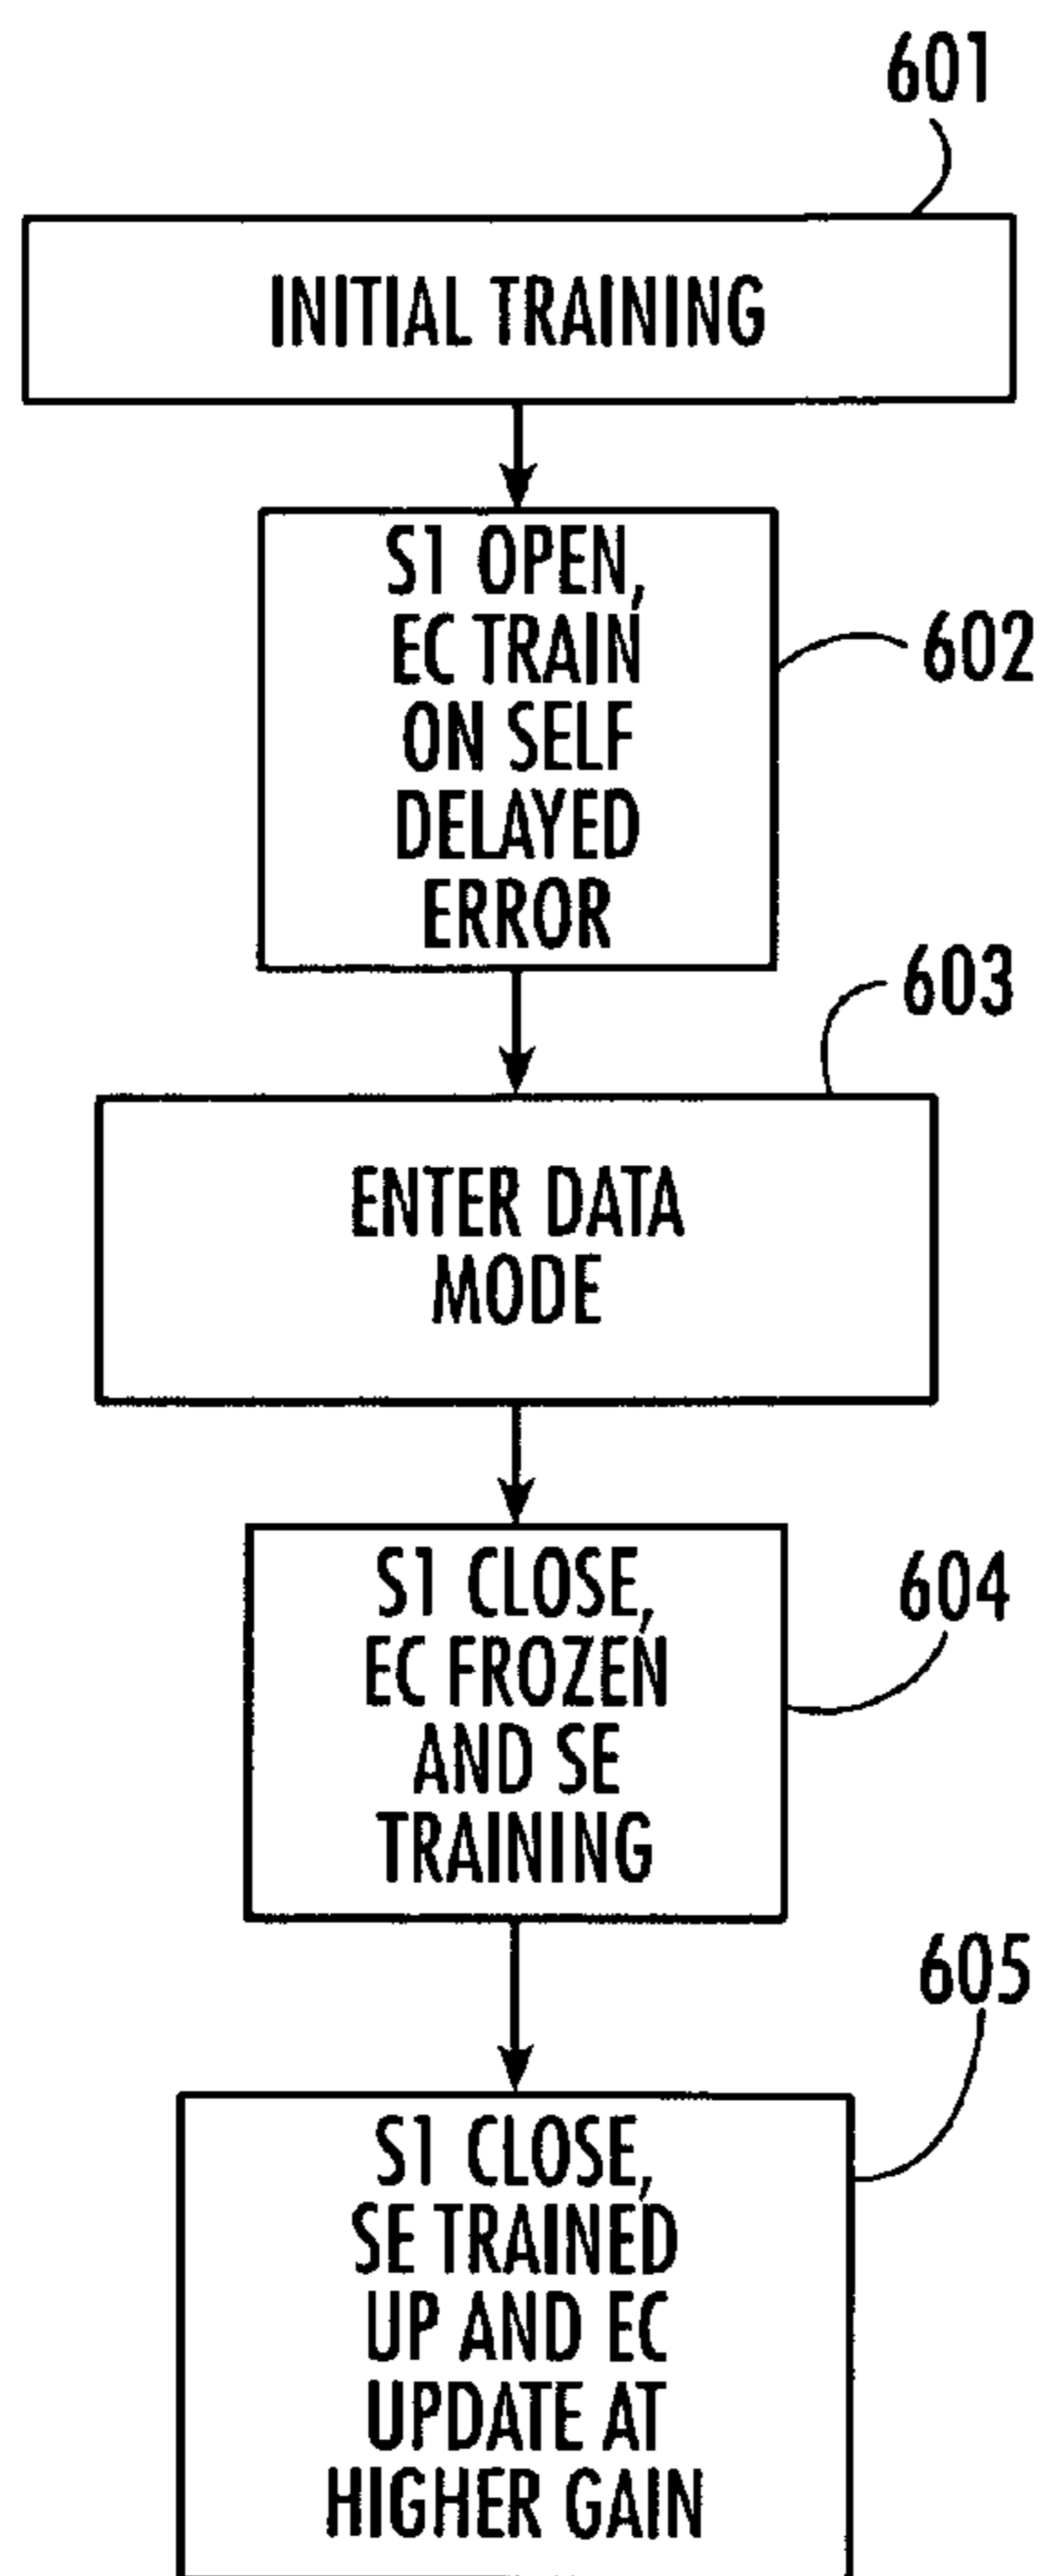 601
INITIAL TRAINING
S1 OPEN,
EC TRAIN
ON SELF
DELAYED
ERROR
602
603
ENTER DATA
MODE
S1 CLOSE,
EC FROZEN
AND SE
TRAINING
604
605
S1 CLOSE,
SE TRAINED
UP AND EC
UPDATE AT
HIGHER GAIN